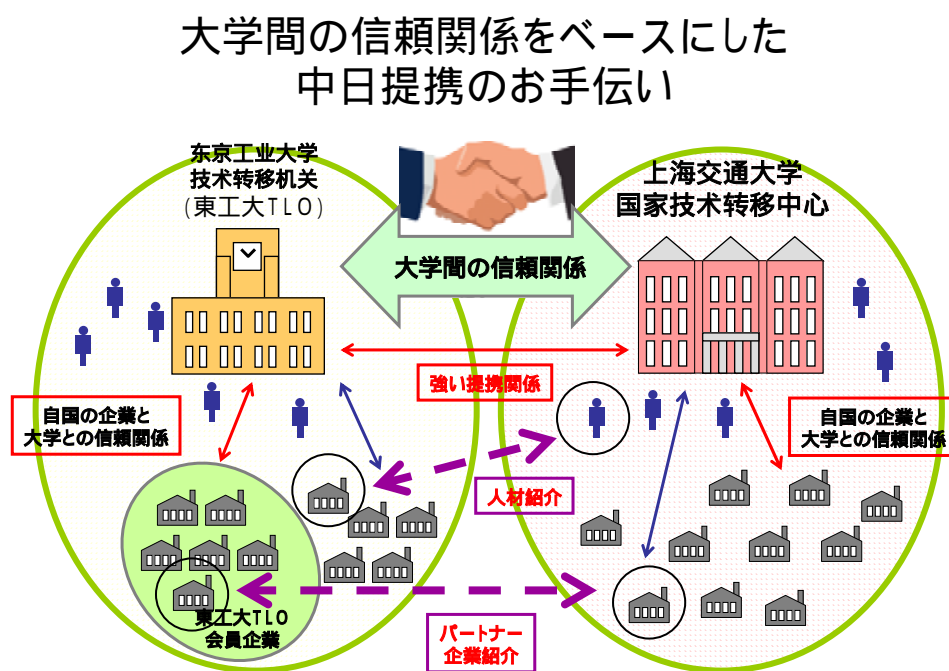 大学間の信頼関係をベースにした
中日提携のお手伝い
东京工业大学
技术转移机关
(東工大TLO)
上海交通大学
国家技术转移中心
大学間の信頼関係
強い提携関係
自国の企業と
大学との信頼関係
自国の企業と
大学との信頼関係
人材紹介
東工大TLO
会員企業
パートナー
企業紹介